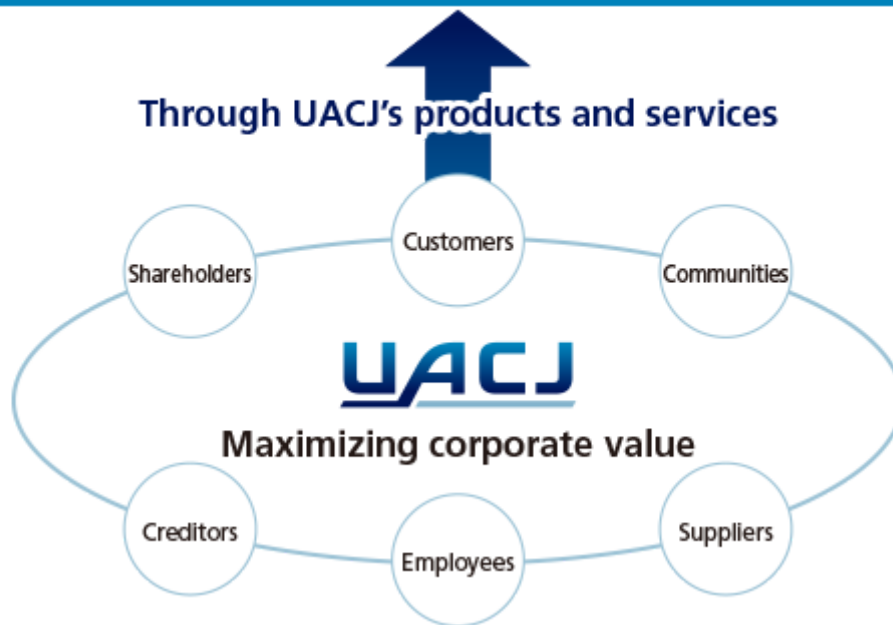 Through UACJ's products and services
Customers
Shareholders
Communities
UACJ
Maximizing corporate value
Creditors
Suppliers
Employees